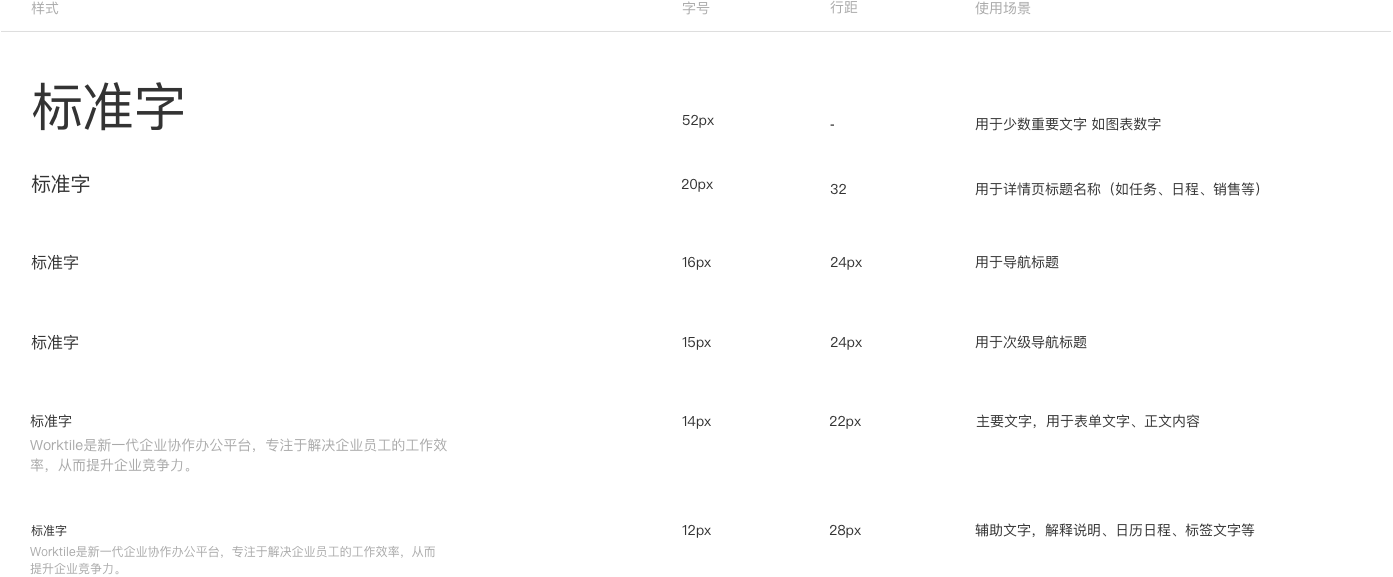 样式 字号 行距 使用场景
标准字 52px - 用于少数重要文字 如图表数字
标准字 20px 32 用于详情页标题名称（如任务、日程、销售等）
标准字 16px 24px 用于导航标题
标准字 15px 24px 用于次级导航标题
标准字 14px 22px 主要文字，用于表单文字、正文内容
Worktile是新一代企业协作办公平台，专注于解决企业员工的工作效
率，从而提升企业竞争力。
标准字 12px 28px 辅助文字，解释说明、日历日程、标签文字等
Worktile是新一代企业协作办公平台，专注于解决企业员工的工作效率，从而
提升企业竞争力。